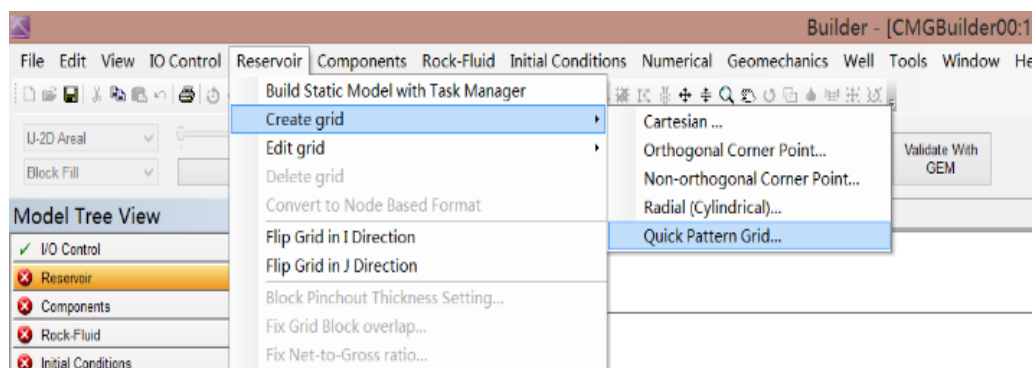 Builder - [CMGBuilder00:1
File Edit View IO Control Reservoir Components Rock-Fluid Initial Conditions Numerical Geomechanics Well Tools Window He
Build Static Model with Task Manager
Create grid
Cartesian ...
IJ-2D Areal
Edit grid
Orthogonal Corner Point...
Validate With
GEM
Block Fill
Delete grid
Non-orthogonal Corner Point...
Convert to Node Based Format
Radial (Cylindrical)...
Model Tree View
Flip Grid in I Direction
Quick Pattern Grid...
I/O Control
Flip Grid in J Direction
Reservoir
Block Pinchout Thickness Setting...
Components
Fix Grid Block overlap...
Rock-Fluid
Fix Net-to-Gross ratio...
Initial Conditions